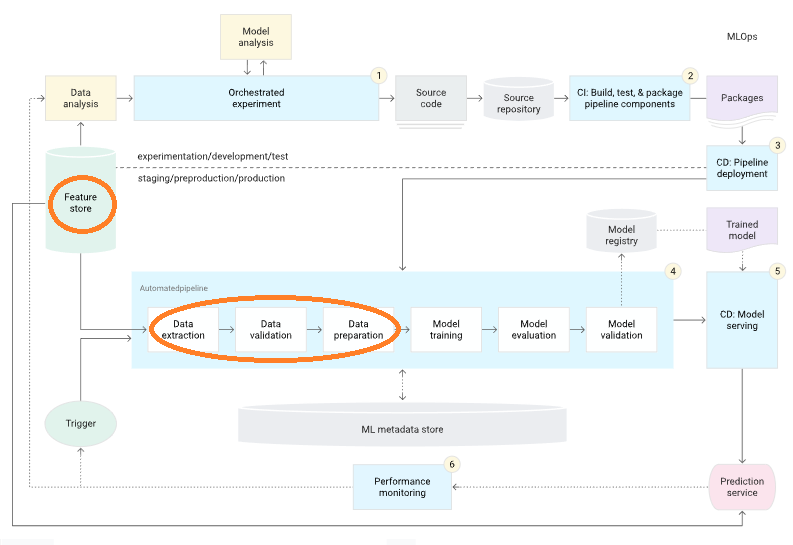 Model
analysis
MLOps
1
2
Data
analysis
Orchestrated
experiment
Source
code
Source
repository
CI: Build, test, & package
pipeline components
Packages
experimentation/development/test
staging/preproduction/production
3
CD: Pipeline
deployment
Feature
store
Model
registry
Trained
model
4
5
Automatedpipeline
Data
extraction
Data
validation
Data
preparation
Model
training
Model
evaluation
Model
validation
CD: Model
serving
Trigger
ML metadata store
6
Performance
monitoring
Prediction
service